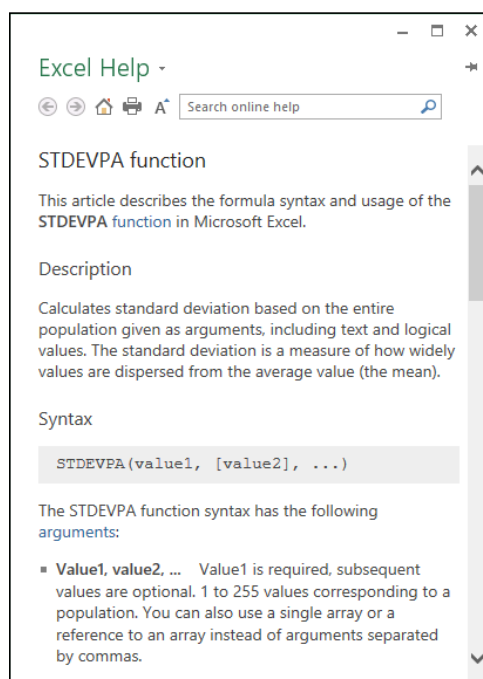 Excel Help
A
Search online help
STDEVPA function
This article describes the formula syntax and usage of the
STDEVPA function in Microsoft Excel.
Description
Calculates standard deviation based on the entire
population given as arguments, including text and logical
values. The standard deviation is a measure of how widely
values are dispersed from the average value (the mean).
Syntax
STDEVPA(value1, [value2], ...)
The STDEVPA function syntax has the following
arguments:
Value1, value2, ... Value1 is required, subsequent
values are optional. 1 to 255 values corresponding to a
population. You can also use a single array or a
reference to an array instead of arguments separated
by commas.